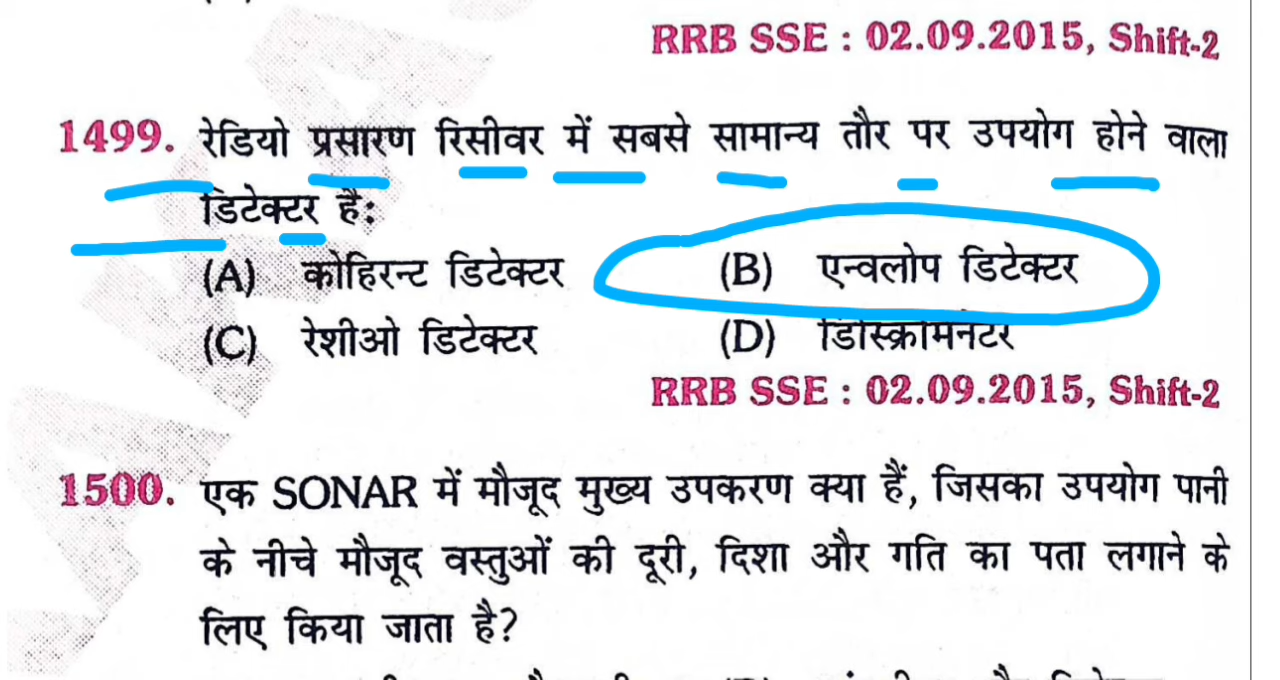 RRB SSE : 02.09.2015, Shift-2
1499. रेडियो प्रसारण रिसीवर में सबसे सामान्य तौर पर उपयोग होने वाला
डिटेक्टर है:
(A) कोहिरन्ट डिटेक्टर (B) एन्वलोप डिटेक्टर
(C) रेशीओ डिटेक्टर (D) डिस्क्रीमिनेटर
RRB SSE : 02.09.2015, Shift-2
1500. एक SONAR में मौजूद मुख्य उपकरण क्या हैं, जिसका उपयोग पानी
के नीचे मौजूद वस्तुओं की दूरी, दिशा और गति का पता लगाने के
लिए किया जाता है?